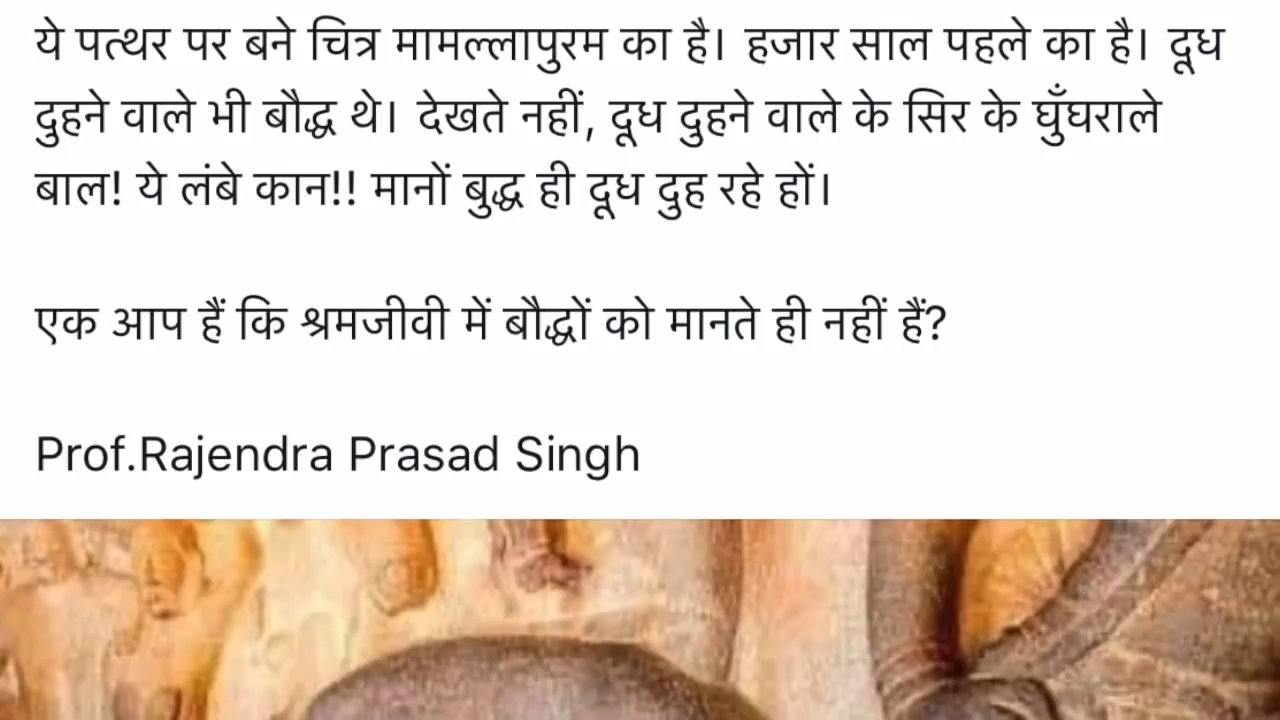 ये पत्थर पर बने चित्र मामल्लापुरम का है। हजार साल पहले का है। दूध
दुहने वाले भी बौद्ध थे। देखते नहीं, दूध दुहने वाले के सिर के घुँघराले
बाल! ये लंबे कान!! मानों बुद्ध ही दूध दुह रहे हों।
एक आप हैं कि श्रमजीवी में बौद्धों को मानते ही नहीं हैं?
Prof.Rajendra Prasad Singh